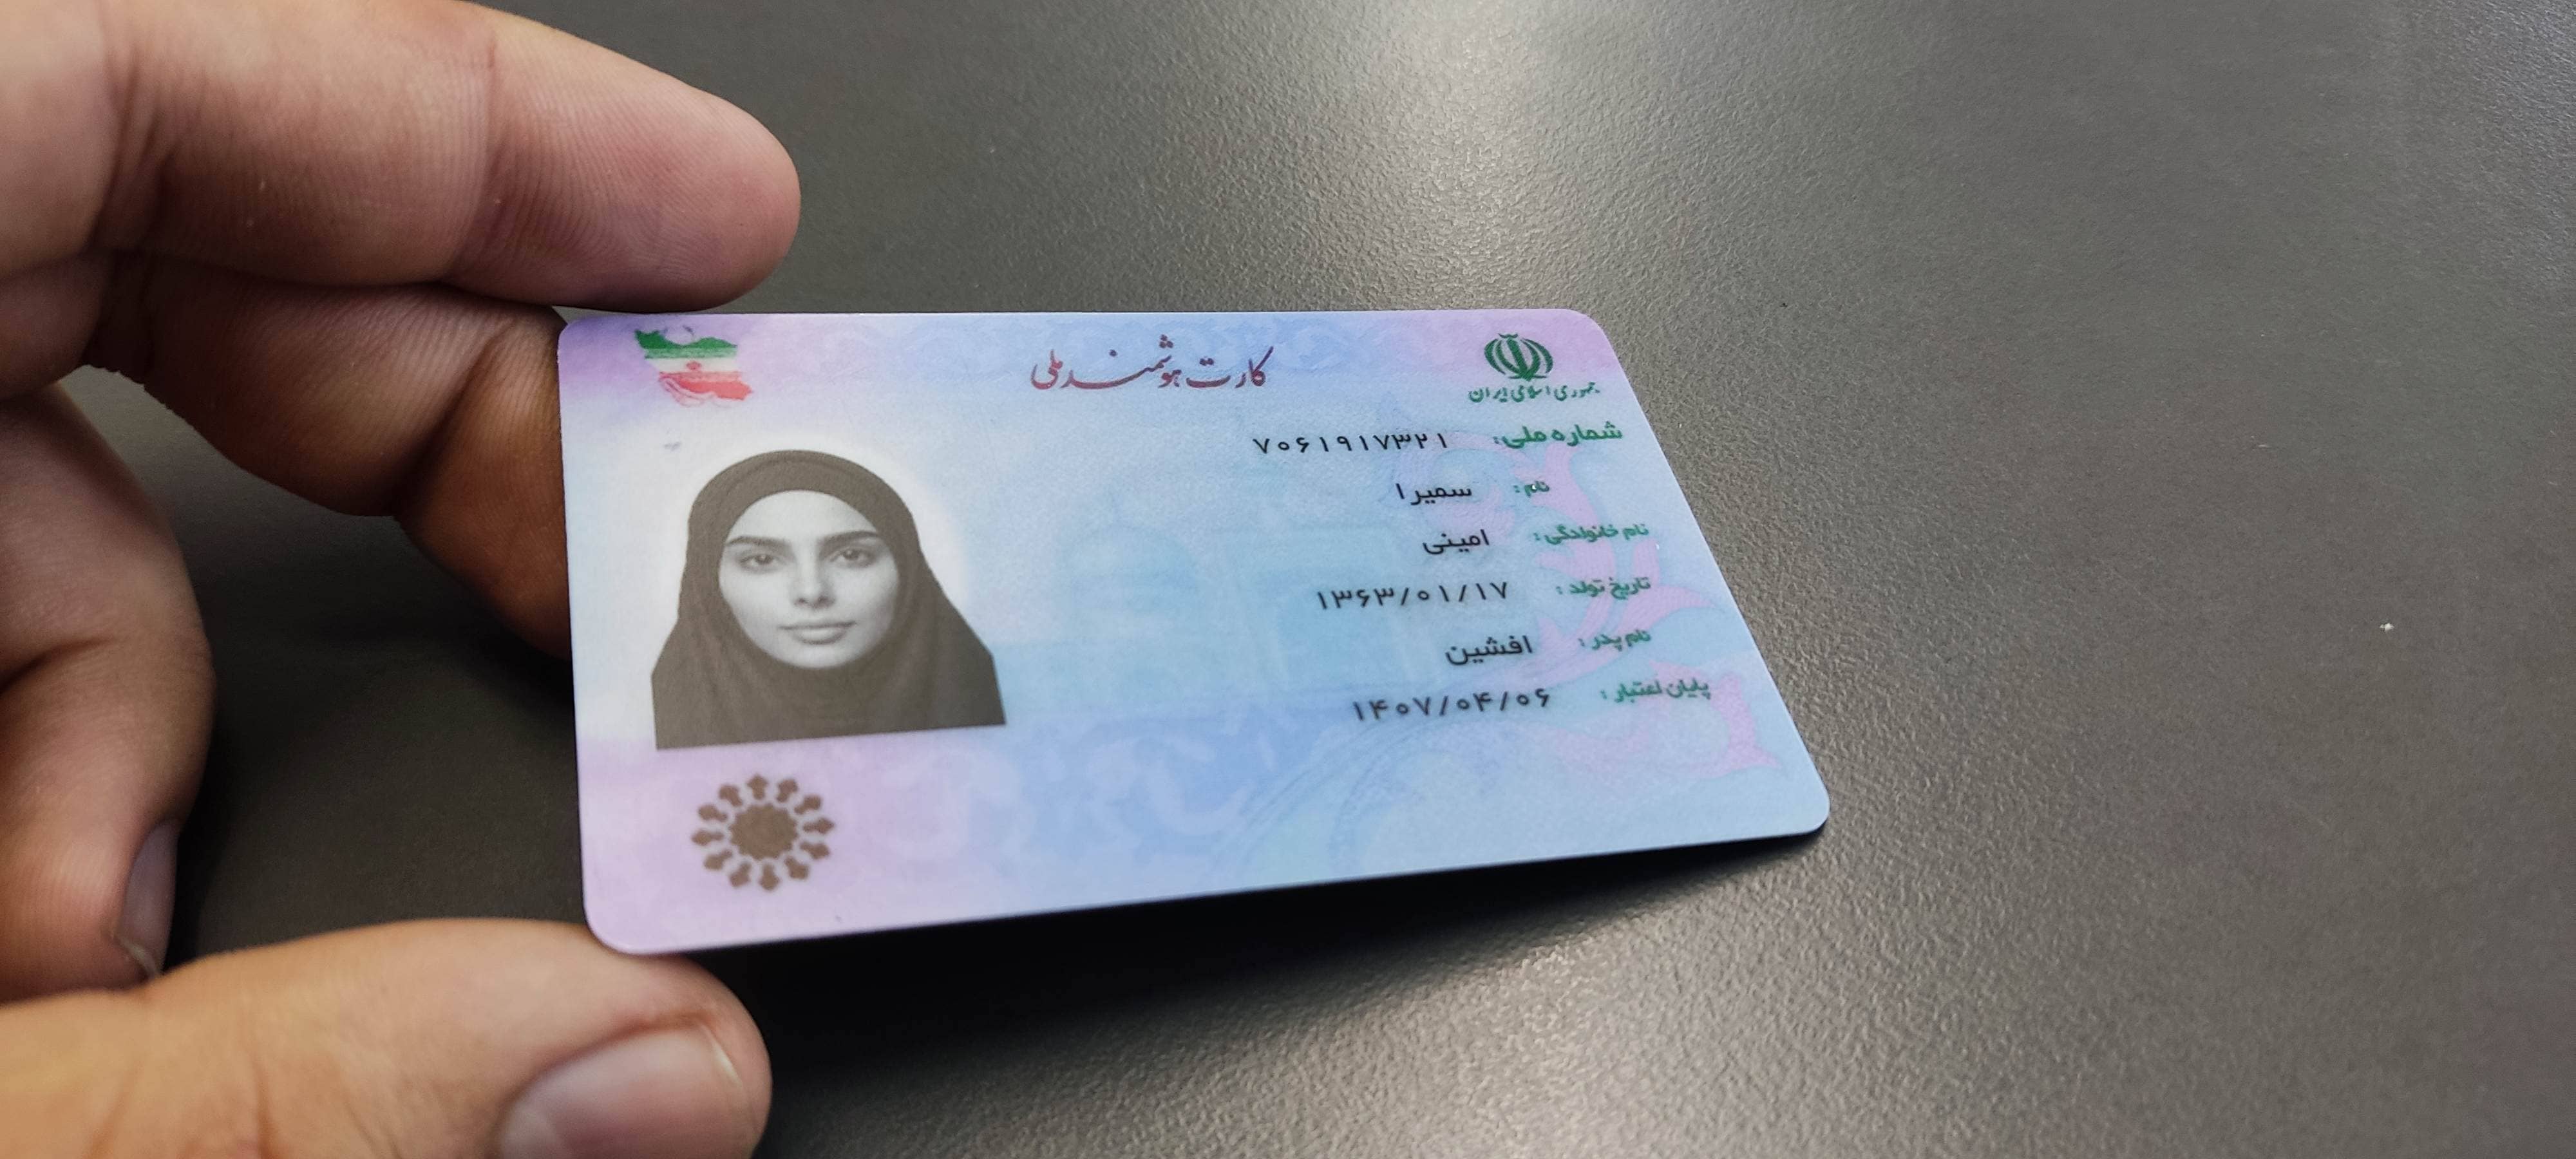 جمهوری اسلامی ایران
کارت هوشمند ملی
شماره ملی: ۷۰۶۱۹۱۷۳۲۱
نام: سمیرا
نام خانوادگی: امینی
تاریخ تولد: ۱۳۶۳/۰۱/۱۷
نام پدر: افشین
پایان اعتبار: ۱۴۰۷/۰۴/۰۶